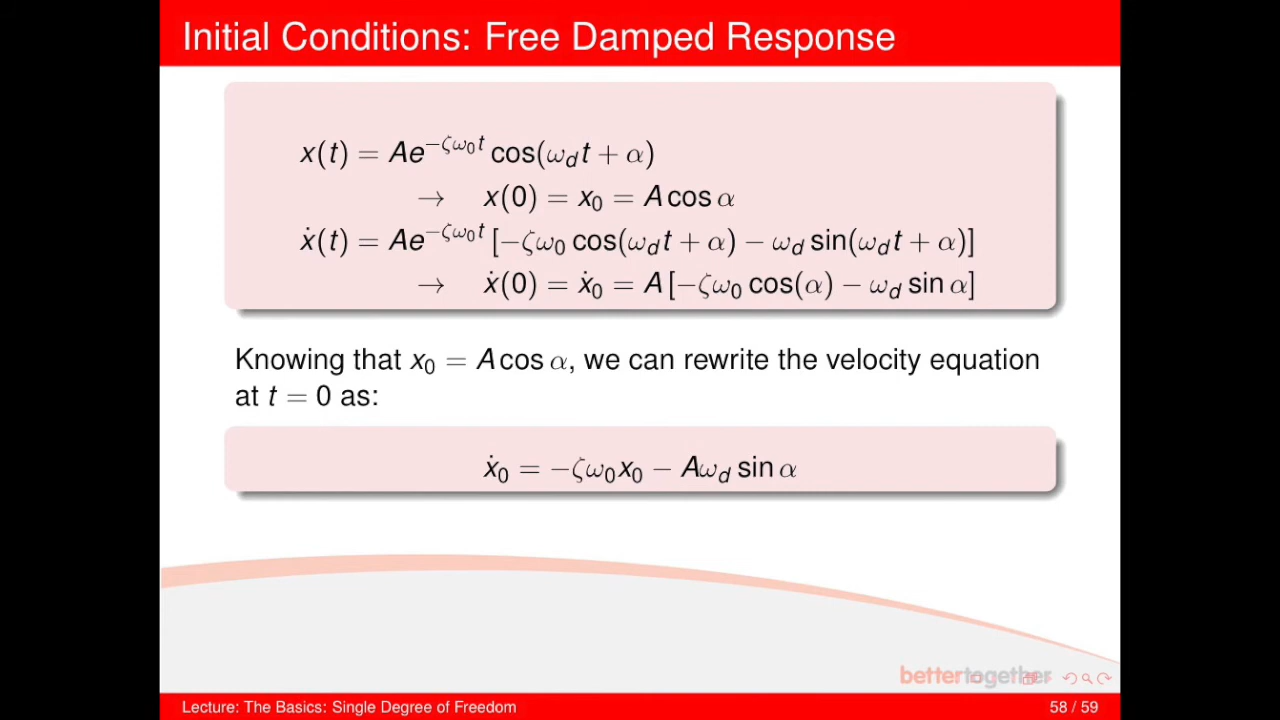 Initial Conditions: Free Damped Response
x(t) = Ae^{−ζω₀t} cos(ω_d t + α)
→ x(0) = x₀ = A cos α
ẋ(t) = Ae^{−ζω₀t} [−ζω₀ cos(ω_d t + α) − ω_d sin(ω_d t + α)]
→ ẋ(0) = ẋ₀ = A [−ζω₀ cos(α) − ω_d sin α]
Knowing that x₀ = A cos α, we can rewrite the velocity equation
at t = 0 as:
ẋ₀ = −ζω₀x₀ − Aω_d sin α
bettertogether
Lecture: The Basics: Single Degree of Freedom 58 / 59